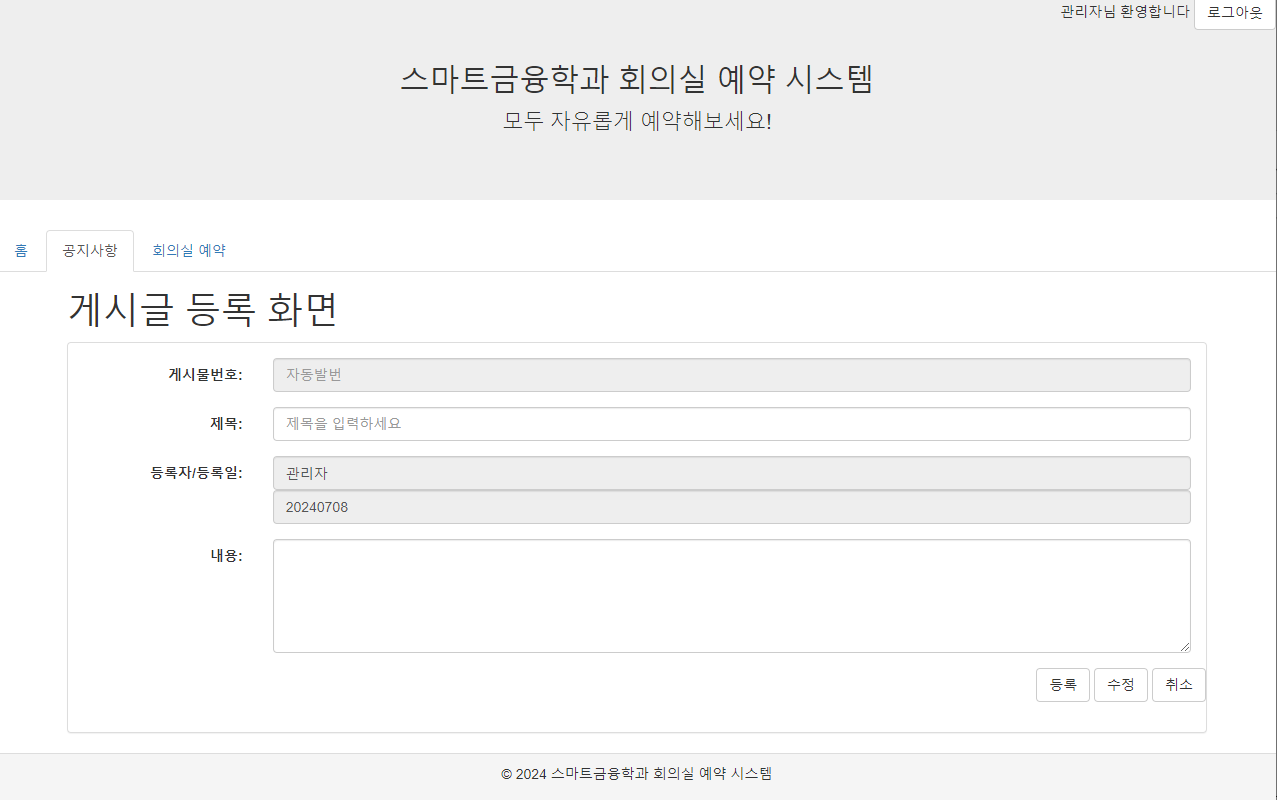 관리자님 환영합니다 로그아웃
스마트금융학과 회의실 예약 시스템
모두 자유롭게 예약해보세요!
홈 공지사항 회의실 예약
게시글 등록 화면
게시물번호: 자동발번
제목: 제목을 입력하세요
등록자/등록일: 관리자
20240708
내용:
등록 수정 취소
© 2024 스마트금융학과 회의실 예약 시스템